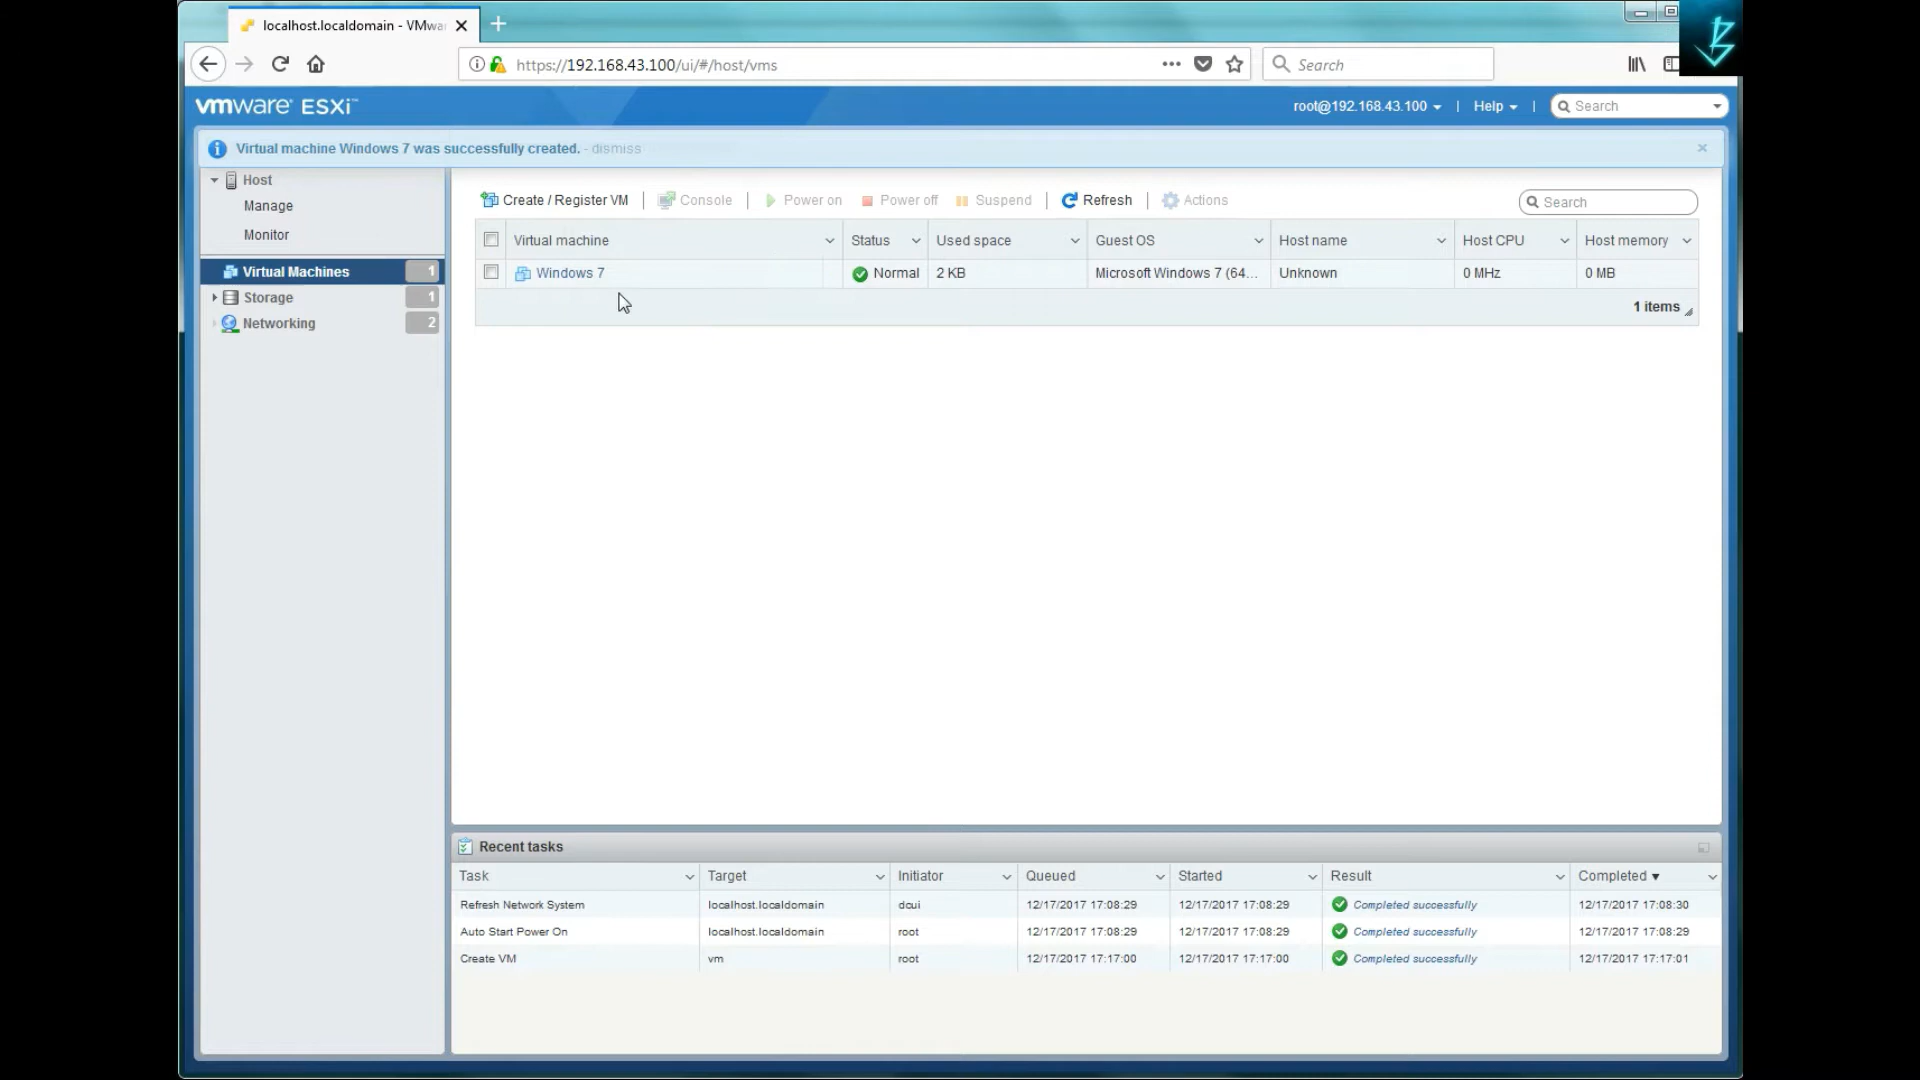 localhost.localdomain - VMwa
https://192.168.43.100/ui/#/host/vms
Search
vmware ESXi™
root@192.168.43.100
|
Help
|
Search
Virtual machine Windows 7 was successfully created. - dismiss
Host
Manage
Monitor
Virtual Machines 1
Storage 1
Networking 2
Create / Register VM | Console | Power on Power off Suspend | Refresh | Actions
Search
Virtual machine Status Used space Guest OS Host name Host CPU Host memory
Windows 7 Normal 2 KB Microsoft Windows 7 (64... Unknown 0 MHz 0 MB
1 items
Recent tasks
Task Target Initiator Queued Started Result Completed ▼
Refresh Network System localhost.localdomain dcui 12/17/2017 17:08:29 12/17/2017 17:08:29 Completed successfully 12/17/2017 17:08:30
Auto Start Power On localhost.localdomain root 12/17/2017 17:08:29 12/17/2017 17:08:29 Completed successfully 12/17/2017 17:08:29
Create VM vm root 12/17/2017 17:17:00 12/17/2017 17:17:00 Completed successfully 12/17/2017 17:17:01